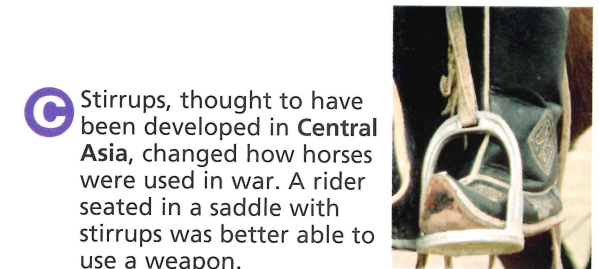 C
Stirrups, thought to have
been developed in Central
Asia, changed how horses
were used in war. A rider
seated in a saddle with
stirrups was better able to
use a weapon.